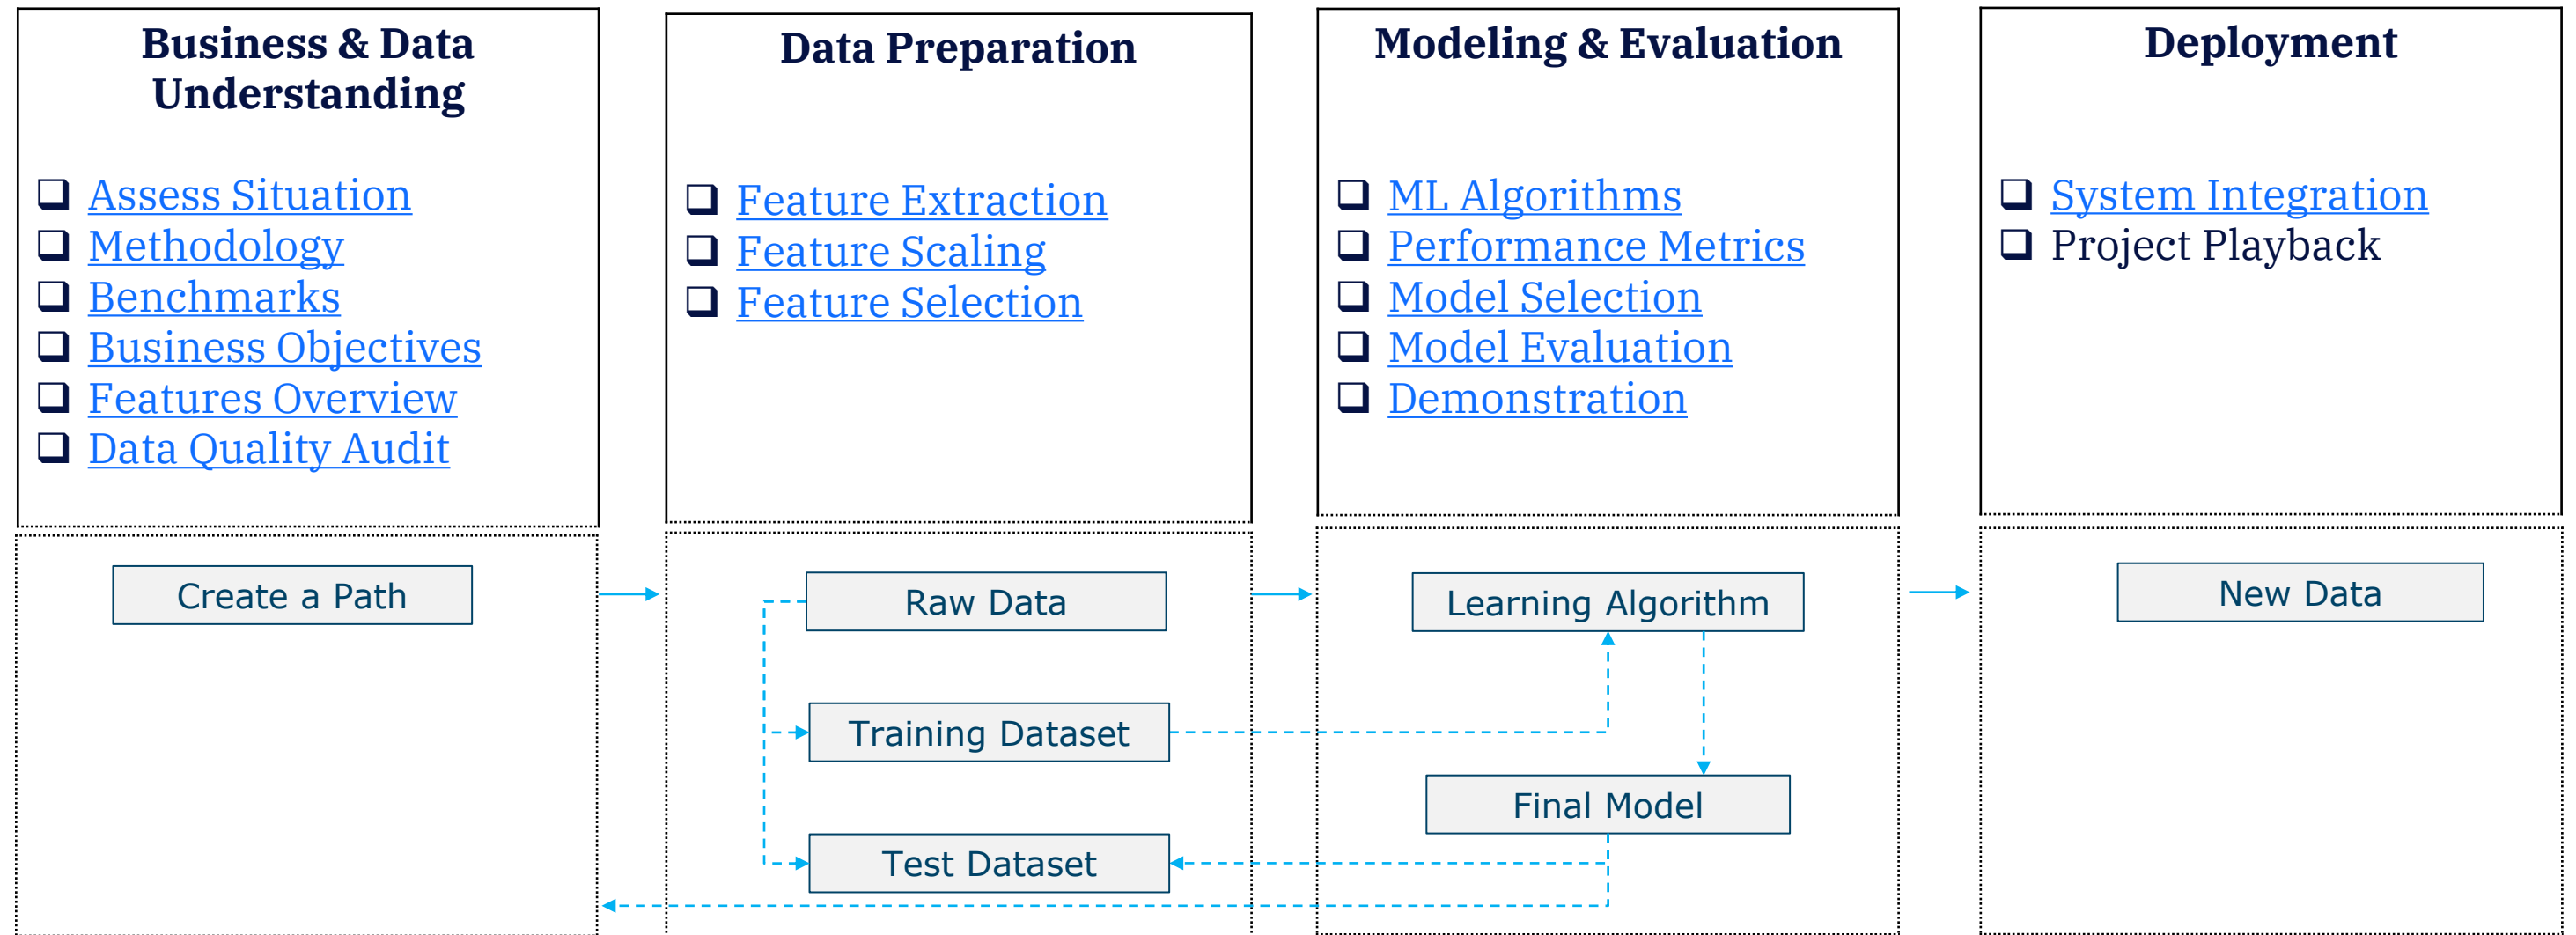 Business & Data
Understanding
❑ Assess Situation
❑ Methodology
❑ Benchmarks
❑ Business Objectives
❑ Features Overview
❑ Data Quality Audit
Create a Path
Data Preparation
❑ Feature Extraction
❑ Feature Scaling
❑ Feature Selection
Raw Data
Training Dataset
Test Dataset
Modeling & Evaluation
❑ ML Algorithms
❑ Performance Metrics
❑ Model Selection
❑ Model Evaluation
❑ Demonstration
Learning Algorithm
Final Model
Deployment
❑ System Integration
❑ Project Playback
New Data